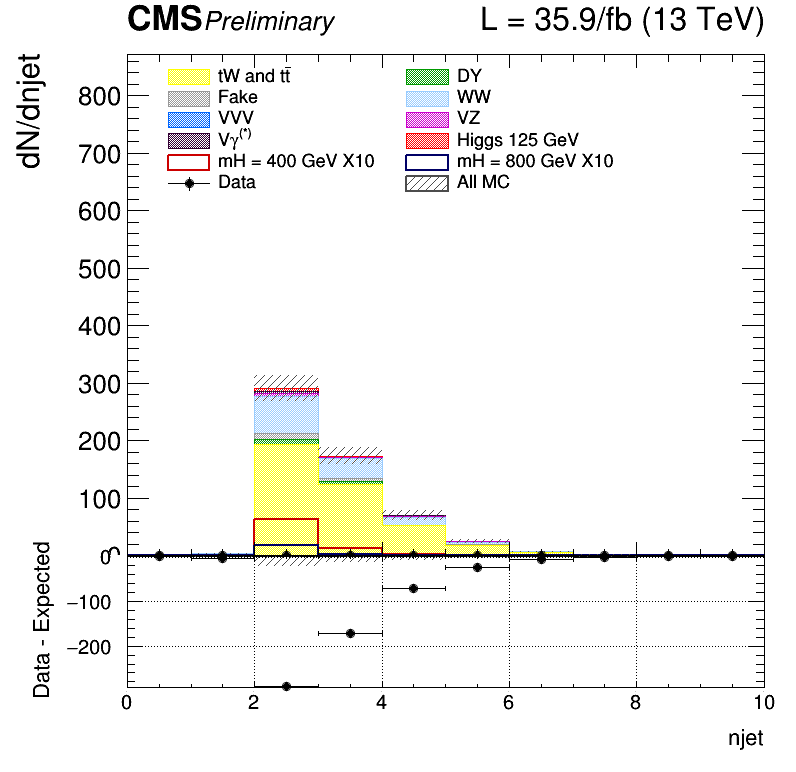 CMS Preliminary L = 35.9/fb (13 TeV)
dN/dnjet
tW and tt̄ DY
Fake WW
VVV VZ
Vγ(*) Higgs 125 GeV
mH = 400 GeV X10 mH = 800 GeV X10
Data All MC
800
700
600
500
400
300
200
100
0
Data - Expected
0
−100
−200
0 2 4 6 8 10
njet